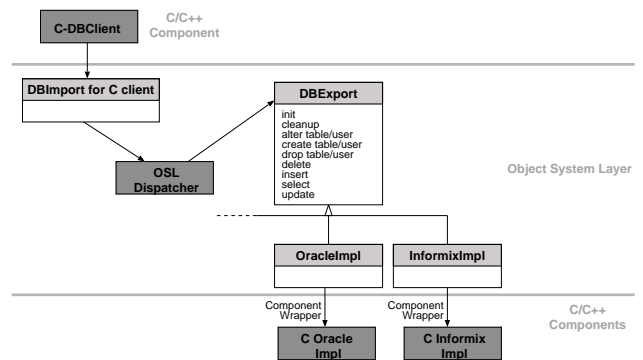 C-DBClient
C/C++
Component
DBImport for C client
DBExport
init
cleanup
alter table/user
create table/user
drop table/user
delete
insert
select
update
OSL
Dispatcher
Object System Layer
OracleImpl
InformixImpl
Component
Wrapper
Component
Wrapper
C/C++
Components
C Oracle
Impl
C Informix
Impl